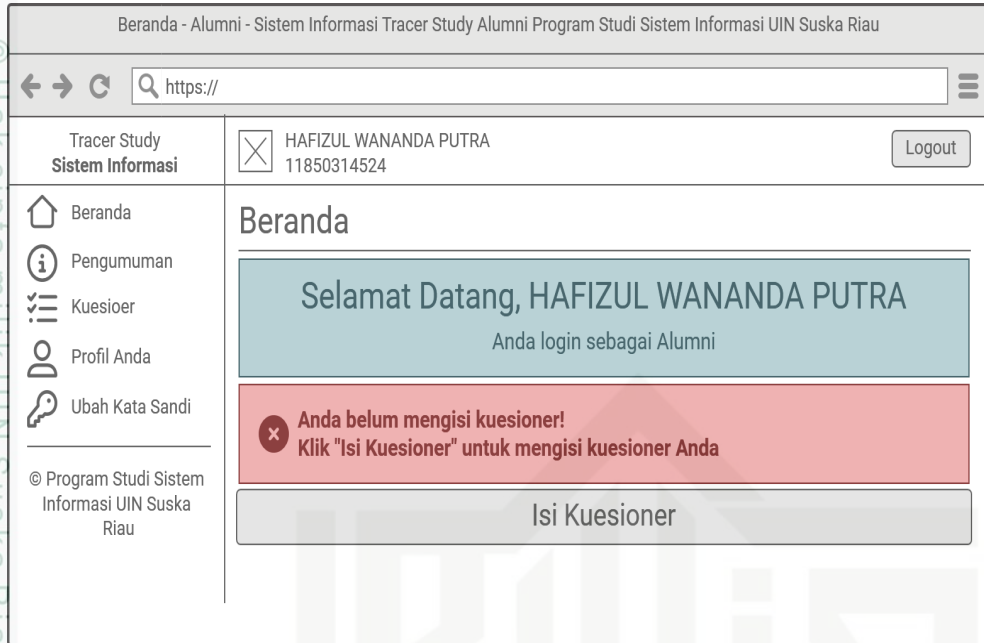 Beranda - Alumni - Sistem Informasi Tracer Study Alumni Program Studi Sistem Informasi UIN Suska Riau
https://
Tracer Study
Sistem Informasi
HAFIZUL WANANDA PUTRA
11850314524
Logout
Beranda
Pengumuman
Kuesioer
Profil Anda
Ubah Kata Sandi
© Program Studi Sistem
Informasi UIN Suska
Riau
Beranda
Selamat Datang, HAFIZUL WANANDA PUTRA
Anda login sebagai Alumni
Anda belum mengisi kuesioner!
Klik "Isi Kuesioner" untuk mengisi kuesioner Anda
Isi Kuesioner